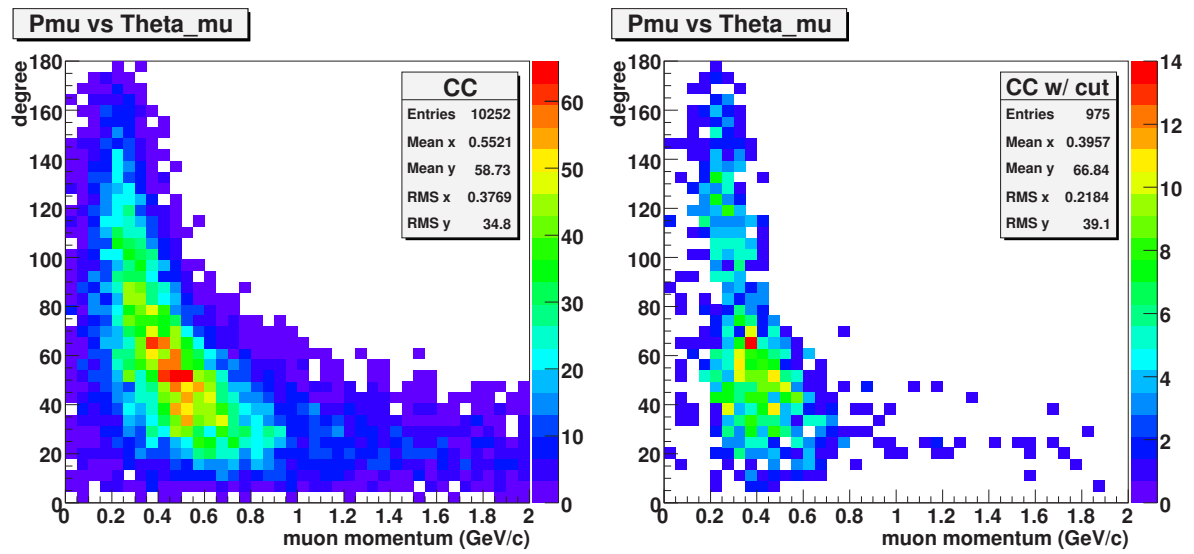 Pmu vs Theta_mu
degree
180
160
140
120
100
80
60
40
20
0
0 0.2 0.4 0.6 0.8 1 1.2 1.4 1.6 1.8 2
muon momentum (GeV/c)
CC
Entries 10252
Mean x 0.5521
Mean y 58.73
RMS x 0.3769
RMS y 34.8
60
50
40
30
20
10
0
Pmu vs Theta_mu
degree
180
160
140
120
100
80
60
40
20
0
0 0.2 0.4 0.6 0.8 1 1.2 1.4 1.6 1.8 2
muon momentum (GeV/c)
CC w/ cut
Entries 975
Mean x 0.3957
Mean y 66.84
RMS x 0.2184
RMS y 39.1
14
12
10
8
6
4
2
0